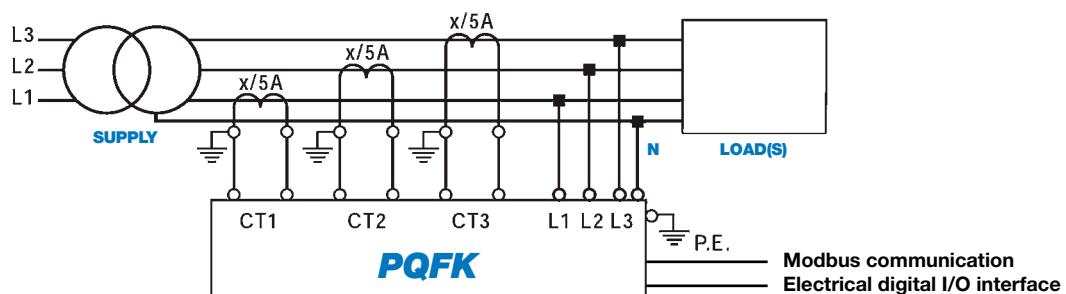 x/5A
L3
x/5A
L2
x/5A
L1
SUPPLY
N
LOAD(S)
CT1 CT2 CT3 L1 L2 L3
P.E.
PQFK
Modbus communication
Electrical digital I/O interface